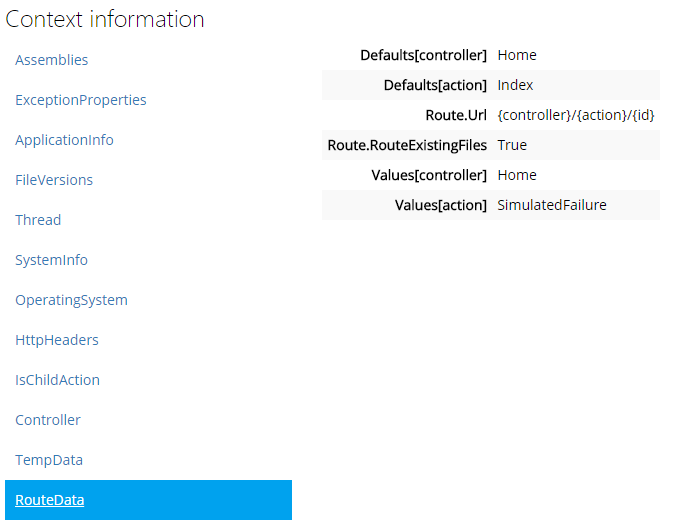 Context information
Assemblies
ExceptionProperties
ApplicationInfo
FileVersions
Thread
SystemInfo
OperatingSystem
HttpHeaders
IsChildAction
Controller
TempData
RouteData
Defaults[controller] Home
Defaults[action] Index
Route.Url {controller}/{action}/{id}
Route.RouteExistingFiles True
Values[controller] Home
Values[action] SimulatedFailure